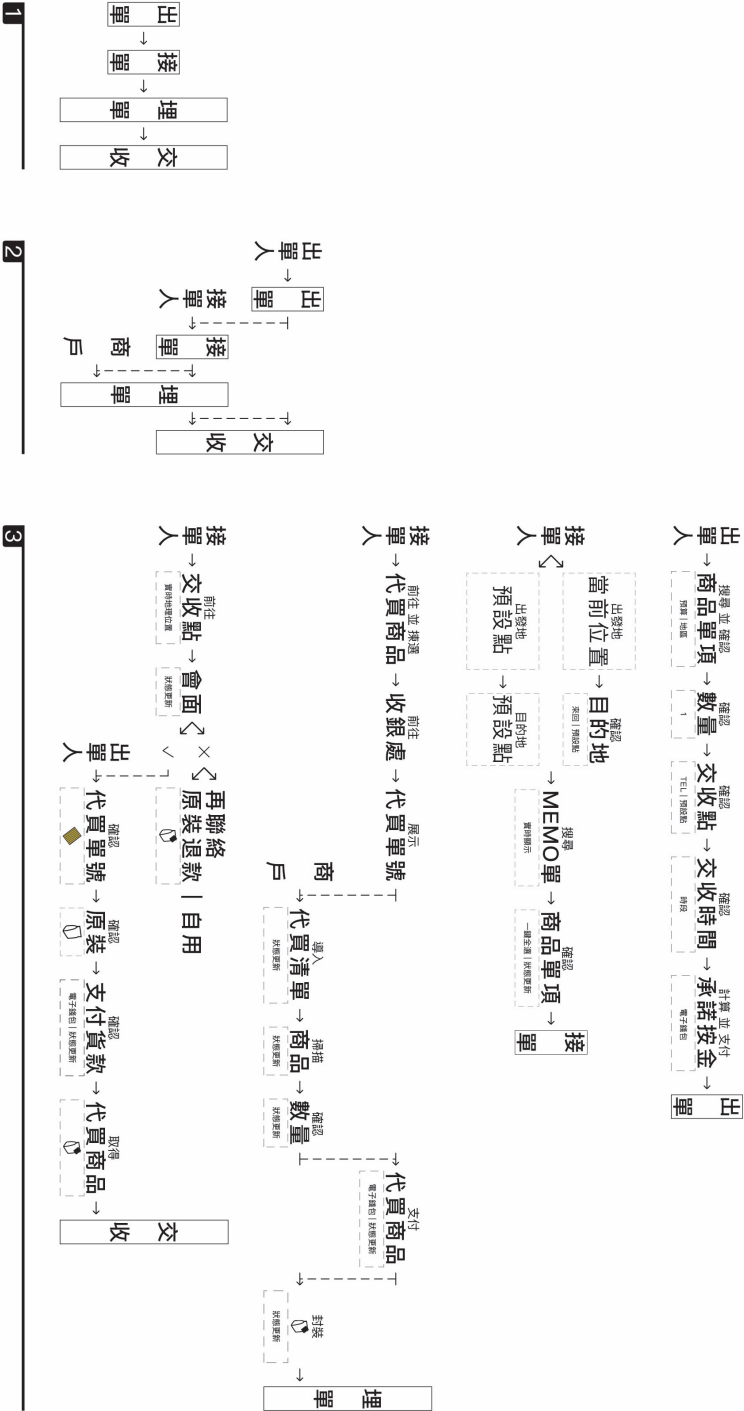 出單
接單
埋單
交收
1
出單人
出單
接單人
接單
商戶
埋單
交收
2
出單人
搜尋 並 確認
商品單項
預算 | 地區
確認
數量
1
確認
交收點
TEL | 預設點
確認
交收時間
時段
計算 並 支付
承諾按金
電子錢包
出單
接單人
出發地
當前位置
確認
目的地
來回 | 預設點
出發地
預設點
目的地
預設點
搜尋
MEMO單
實時顯示
確認
商品單項
一鍵全選 | 狀態更新
接單
接單人
前往 並 揀選
代買商品
前往
收銀處
展示
代買單號
商戶
導入
代買清單
狀態更新
掃描
商品
狀態更新
確認
數量
狀態更新
支付
代買商品
電子錢包 | 狀態更新
封裝
狀態更新
埋單
接單人
前往
交收點
實時地理位置
會面
狀態更新
再聯絡
原裝退款 | 自用
出單人
確認
代買單號
確認
原裝
確認
支付貨款
電子錢包 | 狀態更新
取得
代買商品
交收
3